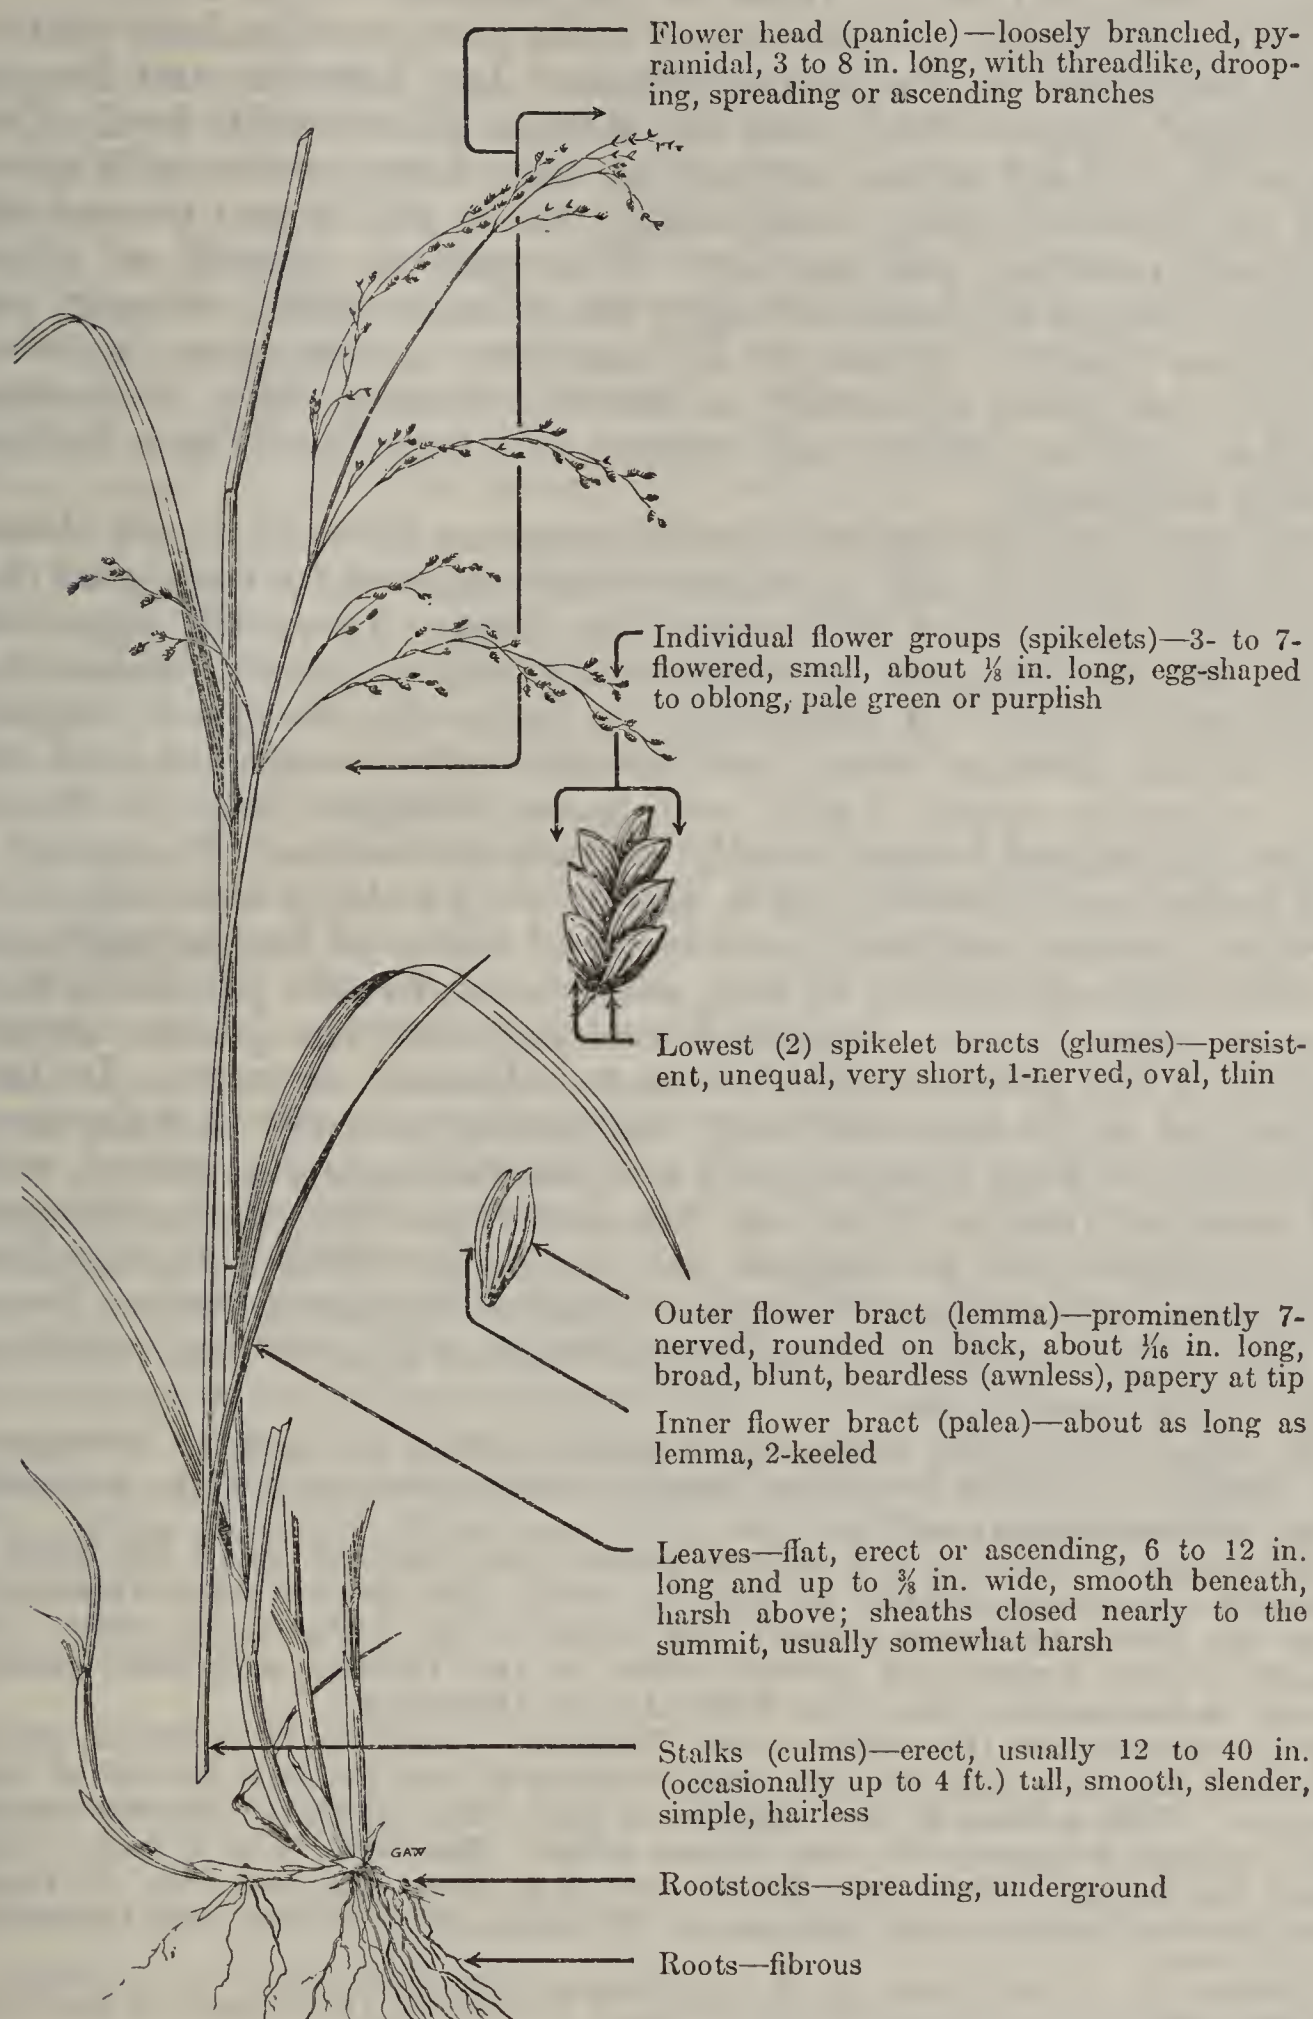 Flower head (panicle)—loosely branched, py-
ramidal, 3 to 8 in. long, with threadlike, droop-
ing, spreading or ascending branches
Individual flower groups (spikelets)—3- to 7-
flowered, small, about ⅛ in. long, egg-shaped
to oblong, pale green or purplish
Lowest (2) spikelet bracts (glumes)—persist-
ent, unequal, very short, 1-nerved, oval, thin
Outer flower bract (lemma)—prominently 7-
nerved, rounded on back, about 1/16 in. long,
broad, blunt, beardless (awnless), papery at tip
Inner flower bract (palea)—about as long as
lemma, 2-keeled
Leaves—flat, erect or ascending, 6 to 12 in.
long and up to ⅜ in. wide, smooth beneath,
harsh above; sheaths closed nearly to the
summit, usually somewhat harsh
Stalks (culms)—erect, usually 12 to 40 in.
(occasionally up to 4 ft.) tall, smooth, slender,
simple, hairless
GAW
Rootstocks—spreading, underground
Roots—fibrous